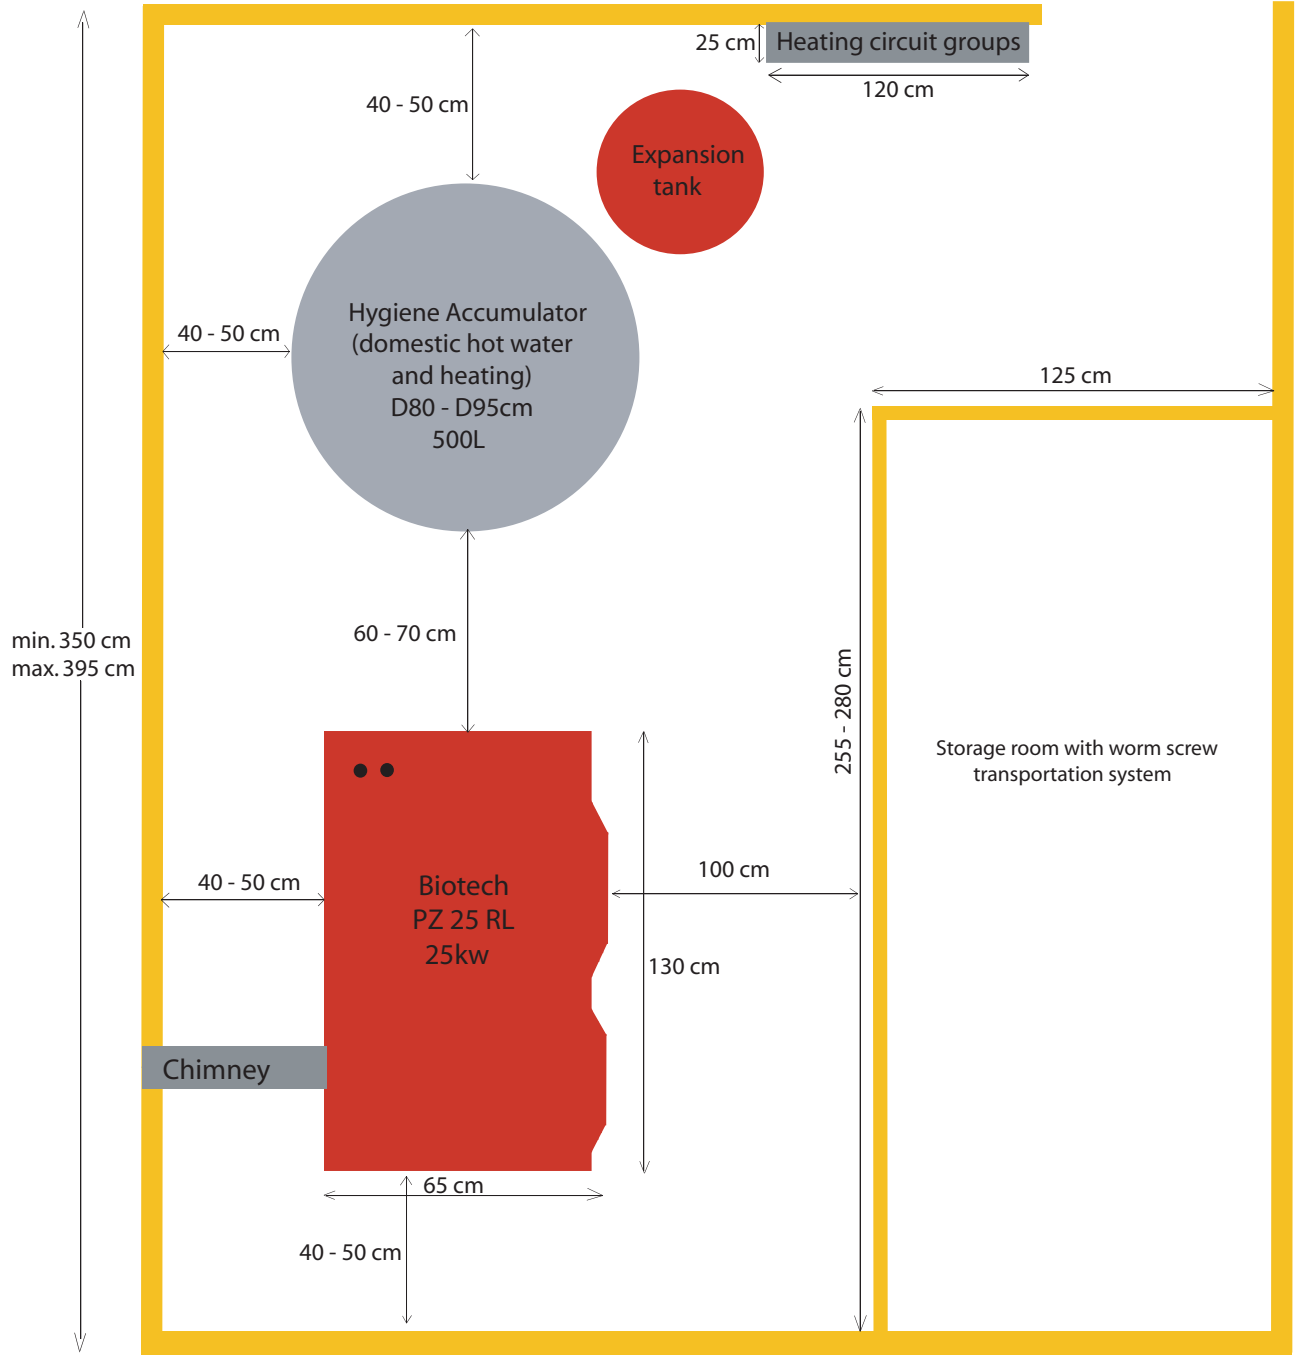 25 cm
Heating circuit groups
120 cm
40 - 50 cm
Expansion
tank
Hygiene Accumulator
(domestic hot water
and heating)
D80 - D95cm
500L
40 - 50 cm
125 cm
min. 350 cm
max. 395 cm
60 - 70 cm
255 - 280 cm
Storage room with worm screw
transportation system
40 - 50 cm
Biotech
PZ 25 RL
25kw
100 cm
130 cm
Chimney
65 cm
40 - 50 cm